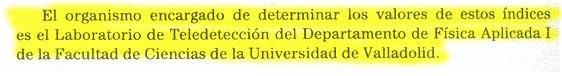 El organismo encargado de determinar los valores de estos índices
es el Laboratorio de Teledetección del Departamento de Física Aplicada I
de la Facultad de Ciencias de la Universidad de Valladolid.